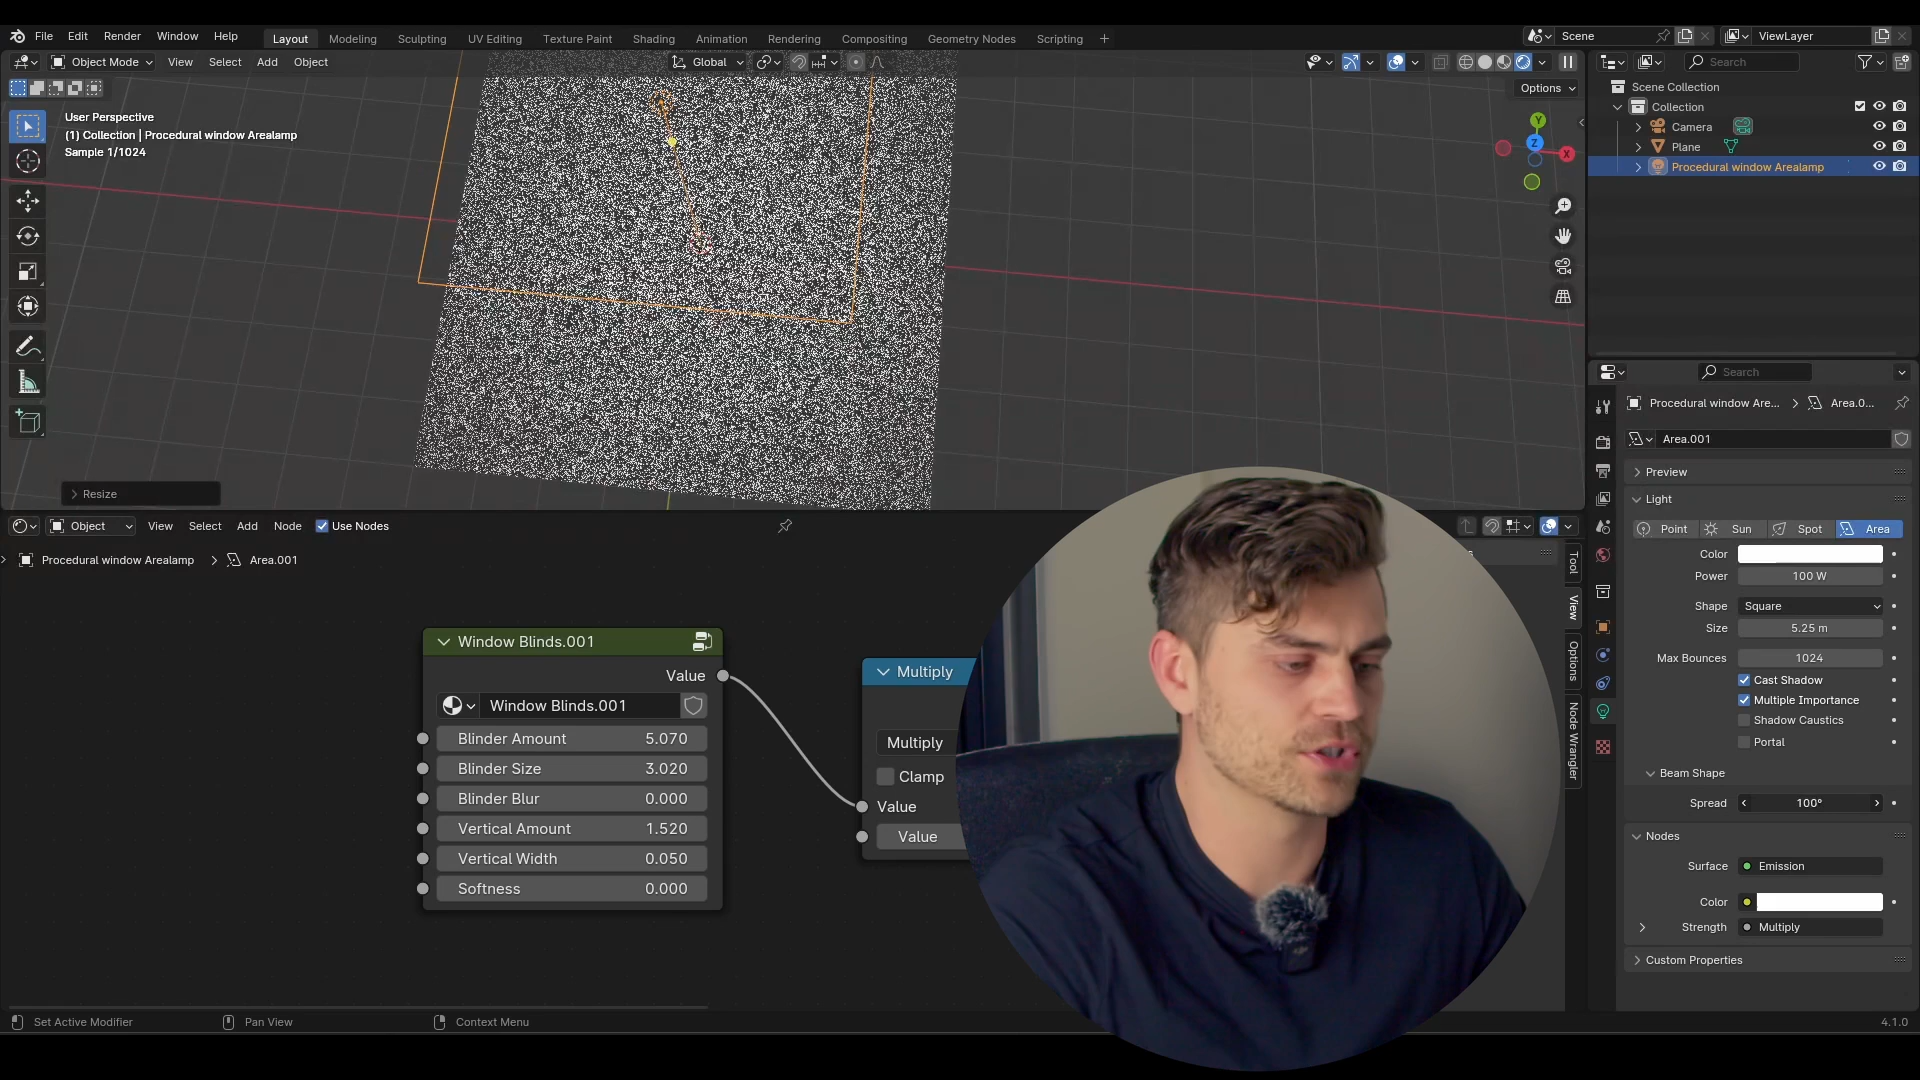 File Edit Render Window Help Layout Modeling Sculpting UV Editing Texture Paint Shading Animation Rendering Compositing Geometry Nodes Scripting + Scene ViewLayer
Object Mode View Select Add Object Global Search
Options
User Perspective
(1) Collection | Procedural window Arealamp
Sample 1/1024
Y
Z
X
Scene Collection
Collection
Camera
Plane
Procedural window Arealamp
Resize
Object View Select Add Node Use Nodes
Procedural window Arealamp > Area.001
Window Blinds.001
Value
Window Blinds.001
Blinder Amount 5.070
Blinder Size 3.020
Blinder Blur 0.000
Vertical Amount 1.520
Vertical Width 0.050
Softness 0.000
Multiply
Multiply
Clamp
Value
Value
Tool
View
Options
Node Wrangler
Search
Procedural window Are... > Area.0...
Area.001
Preview
Light
Point Sun Spot Area
Color
Power 100 W
Shape Square
Size 5.25 m
Max Bounces 1024
Cast Shadow
Multiple Importance
Shadow Caustics
Portal
Beam Shape
Spread 100°
Nodes
Surface Emission
Color
Strength Multiply
Custom Properties
Set Active Modifier Pan View Context Menu 4.1.0